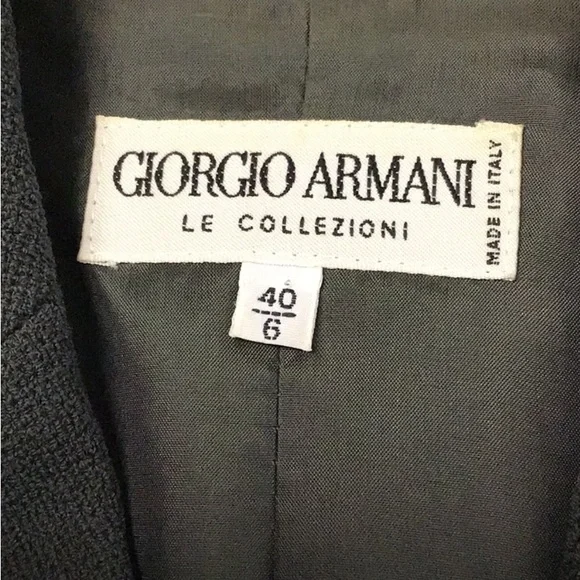 GIORGIO ARMANI
LE COLLEZIONI
MADE IN ITALY
40
6